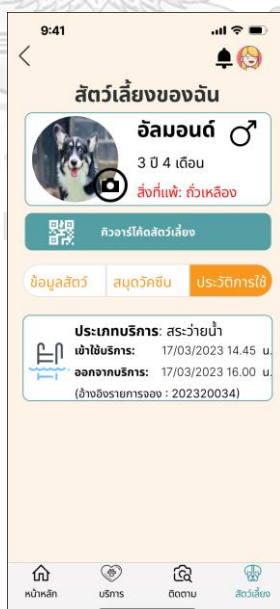 9:41
สัตว์เลี้ยงของฉัน
อัลมอนด์
3 ปี 4 เดือน
สิ่งที่แพ้: ถั่วเหลือง
คิวอาร์โค้ดสัตว์เลี้ยง
ข้อมูลสัตว์ สมุดวัคซีน ประวัติการใช้
ประเภทบริการ: สระว่ายน้ำ
เข้าใช้บริการ: 17/03/2023 14.45 น.
ออกจากบริการ: 17/03/2023 16.00 น.
(อ้างอิงรายการจอง : 202320034)
หน้าหลัก บริการ ติดตาม สัตว์เลี้ยง